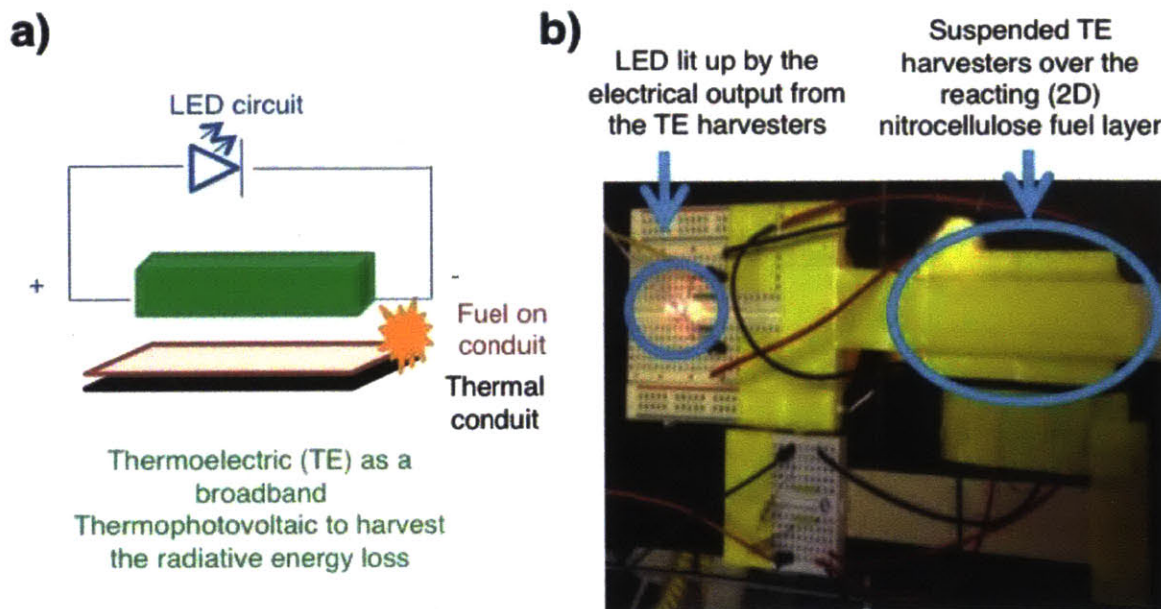 a)
LED circuit
+
-
Fuel on
conduit
Thermal
conduit
Thermoelectric (TE) as a
broadband
Thermophotovoltaic to harvest
the radiative energy loss
b)
LED lit up by the
electrical output from
the TE harvesters
Suspended TE
harvesters over the
reacting (2D)
nitrocellulose fuel layer